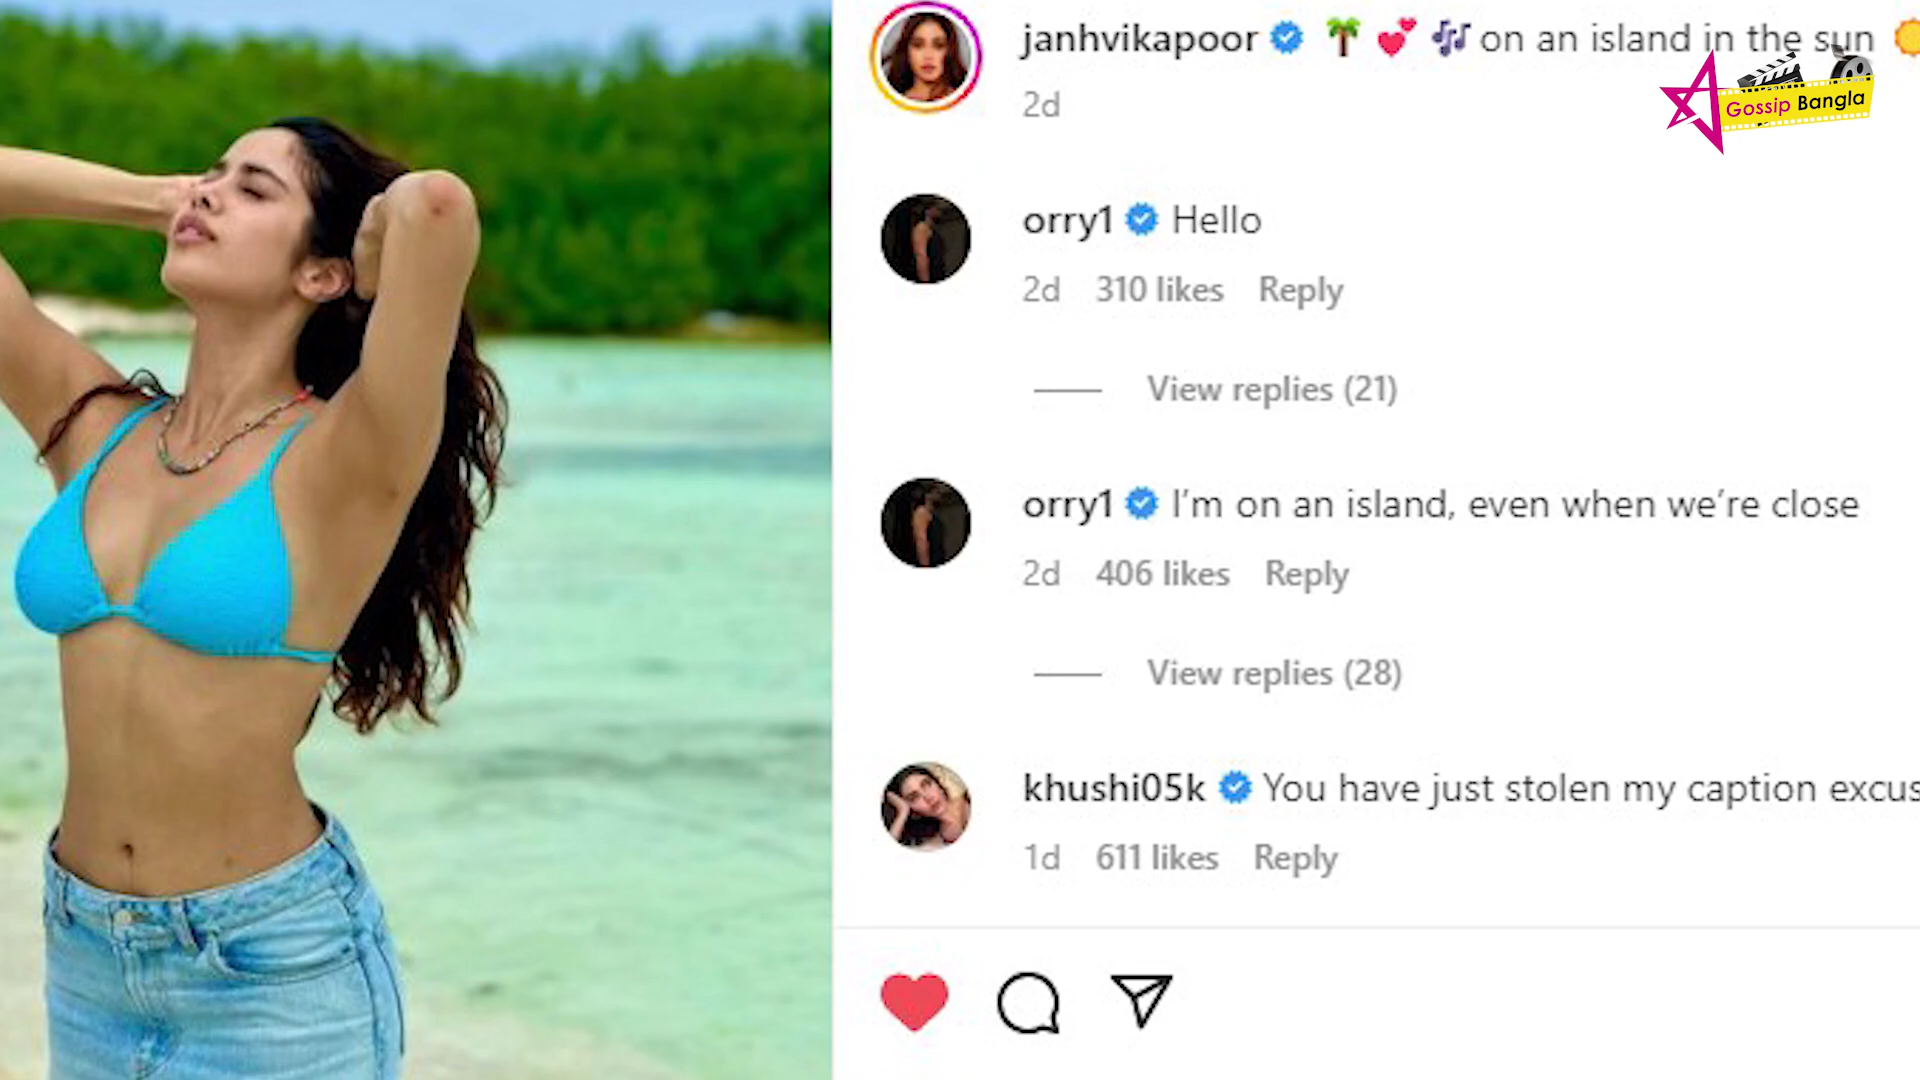 janhvikapoor 🌴 💕 🎶 on an island in the sun
2d
Gossip Bangla
orry1 Hello
2d 310 likes Reply
View replies (21)
orry1 I’m on an island, even when we’re close
2d 406 likes Reply
View replies (28)
khushi05k You have just stolen my caption excus
1d 611 likes Reply